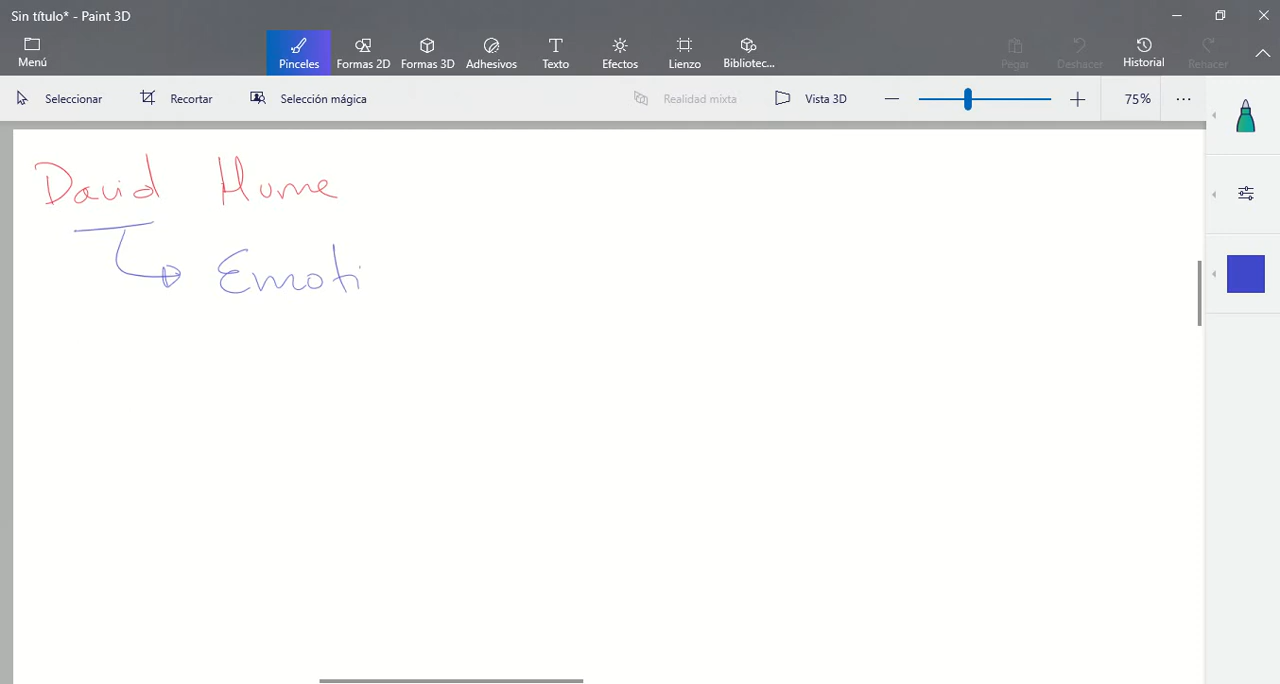 Sin título* - Paint 3D
Menú Pinceles Formas 2D Formas 3D Adhesivos Texto Efectos Lienzo Bibliotec... Pegar Deshacer Historial Rehacer
Seleccionar Recortar Selección mágica Realidad mixta Vista 3D 75%
David Hume
Emoti